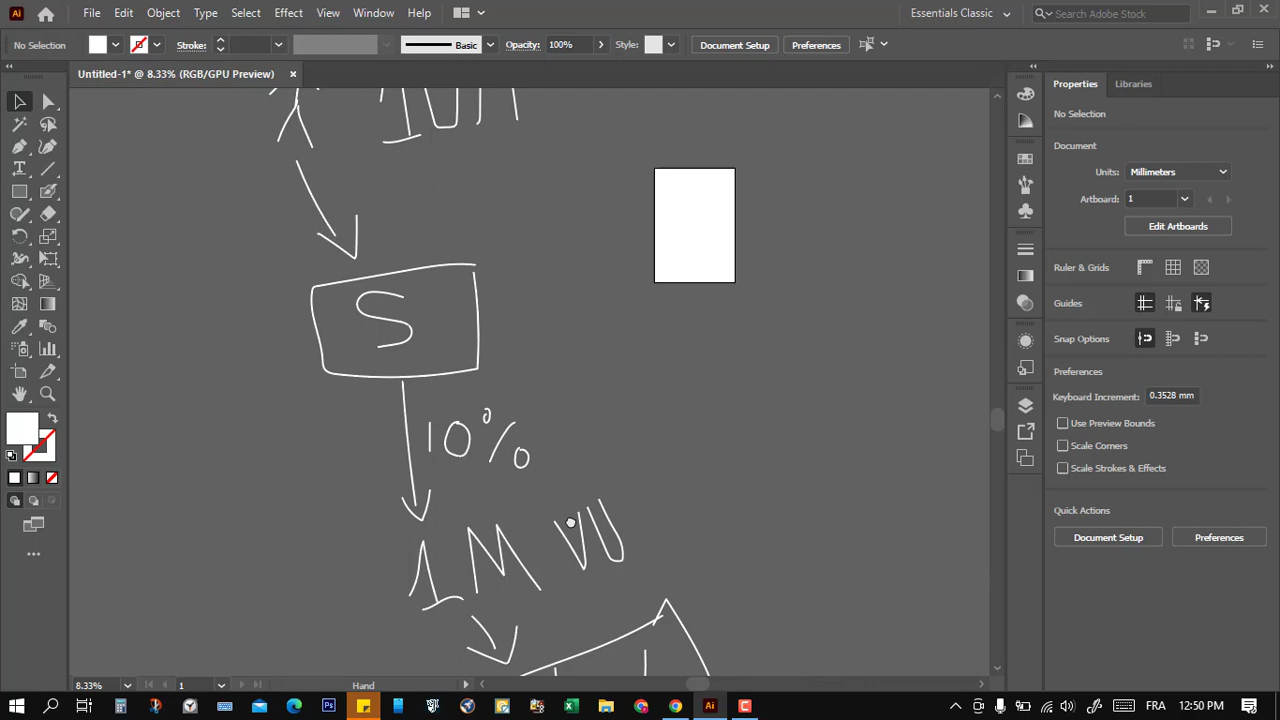 File Edit Object Type Select Effect View Window Help Essentials Classic Search Adobe Stock
No Selection Stroke: Basic Opacity: 100% Style: Document Setup Preferences
Untitled-1* @ 8.33% (RGB/GPU Preview)
Properties Libraries
No Selection
Document
Units: Millimeters
Artboard: 1
Edit Artboards
Ruler & Grids
Guides
Snap Options
Preferences
Keyboard Increment: 0.3528 mm
Use Preview Bounds
Scale Corners
Scale Strokes & Effects
Quick Actions
Document Setup Preferences
S
10%
1M VU
8.33% 1 Hand
FRA 12:50 PM